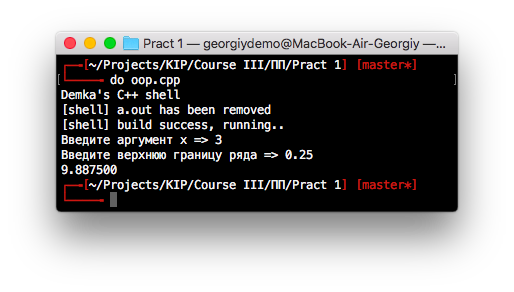 Pract 1 — georgiydemo@MacBook-Air-Georgiy —...
[~/Projects/KIP/Course III/ПП/Pract 1] [master*]
[ do oop.cpp ]
Demka's C++ shell
[shell] a.out has been removed
[shell] build success, running..
Введите аргумент x => 3
Введите верхнюю границу ряда => 0.25
9.887500
[~/Projects/KIP/Course III/ПП/Pract 1] [master*]